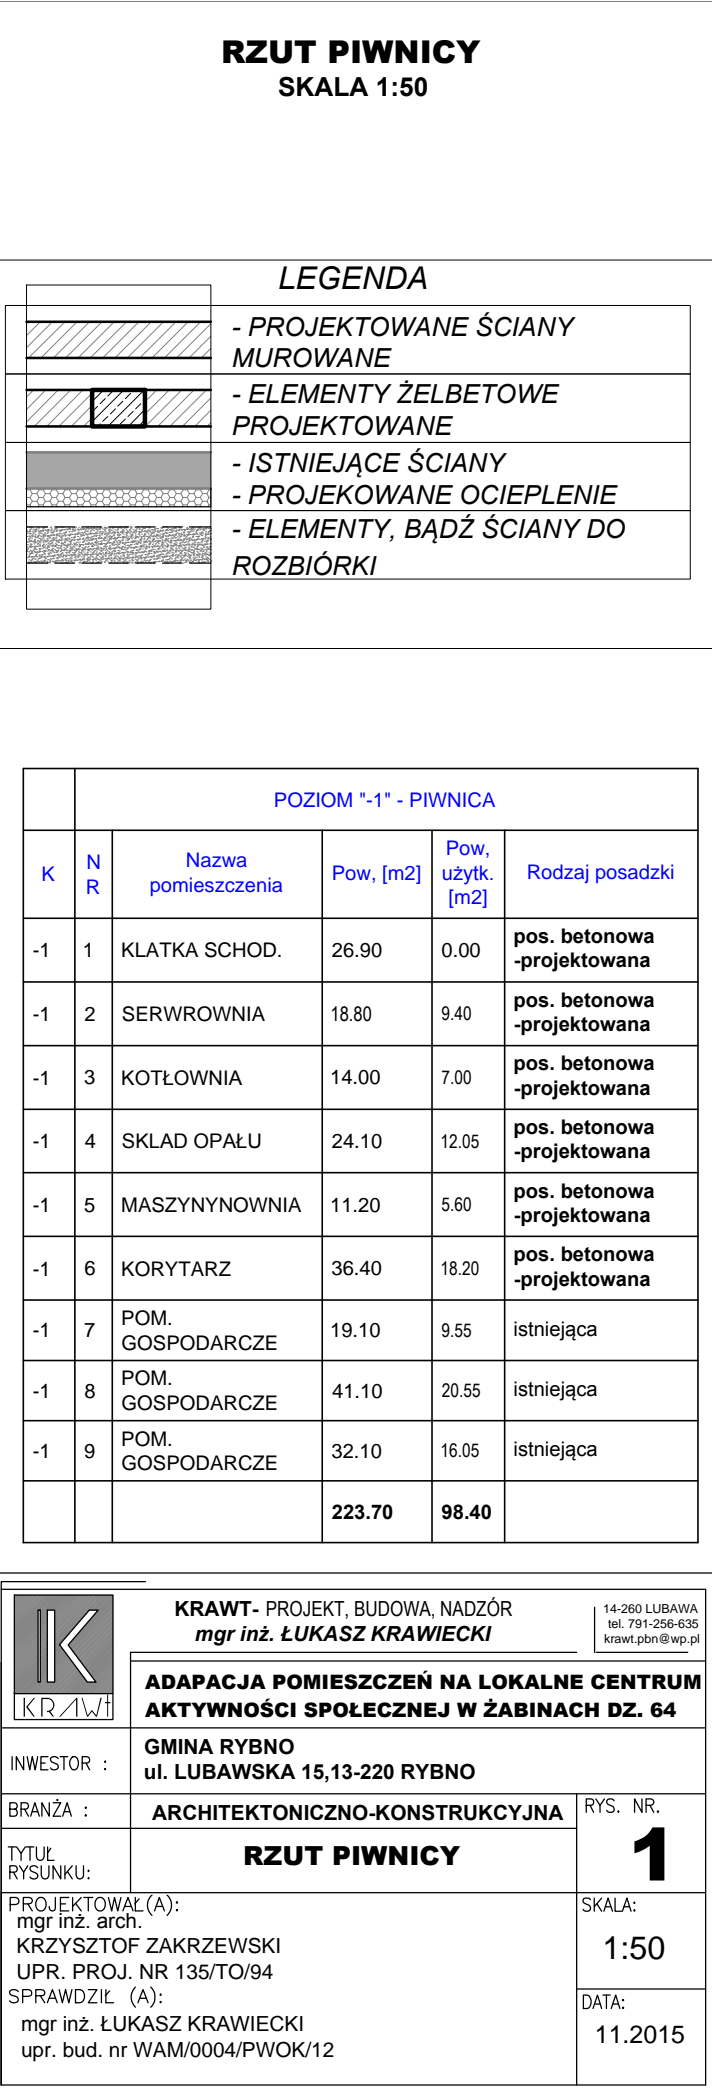 RZUT PIWNICY
SKALA 1:50
LEGENDA
- PROJEKTOWANE ŚCIANY
MUROWANE
- ELEMENTY ŻELBETOWE
PROJEKTOWANE
- ISTNIEJĄCE ŚCIANY
- PROJEKOWANE OCIEPLENIE
- ELEMENTY, BĄDŹ ŚCIANY DO
ROZBIÓRKI
POZIOM "-1" - PIWNICA
K NR Nazwa pomieszczenia Pow, [m2] Pow, użytk. [m2] Rodzaj posadzki
-1 1 KLATKA SCHOD. 26.90 0.00 pos. betonowa -projektowana
-1 2 SERWROWNIA 18.80 9.40 pos. betonowa -projektowana
-1 3 KOTŁOWNIA 14.00 7.00 pos. betonowa -projektowana
-1 4 SKLAD OPAŁU 24.10 12.05 pos. betonowa -projektowana
-1 5 MASZYNYNOWNIA 11.20 5.60 pos. betonowa -projektowana
-1 6 KORYTARZ 36.40 18.20 pos. betonowa -projektowana
-1 7 POM. GOSPODARCZE 19.10 9.55 istniejąca
-1 8 POM. GOSPODARCZE 41.10 20.55 istniejąca
-1 9 POM. GOSPODARCZE 32.10 16.05 istniejąca
223.70 98.40
KRAWt
KRAWT- PROJEKT, BUDOWA, NADZÓR
mgr inż. ŁUKASZ KRAWIECKI
14-260 LUBAWA
tel. 791-256-635
krawt.pbn@wp.pl
ADAPACJA POMIESZCZEŃ NA LOKALNE CENTRUM
AKTYWNOŚCI SPOŁECZNEJ W ŻABINACH DZ. 64
INWESTOR :
GMINA RYBNO
ul. LUBAWSKA 15,13-220 RYBNO
BRANŻA :
ARCHITEKTONICZNO-KONSTRUKCYJNA
RYS. NR.
1
TYTUŁ
RYSUNKU:
RZUT PIWNICY
PROJEKTOWAŁ(A):
mgr inż. arch.
KRZYSZTOF ZAKRZEWSKI
UPR. PROJ. NR 135/TO/94
SKALA:
1:50
SPRAWDZIŁ (A):
mgr inż. ŁUKASZ KRAWIECKI
upr. bud. nr WAM/0004/PWOK/12
DATA:
11.2015